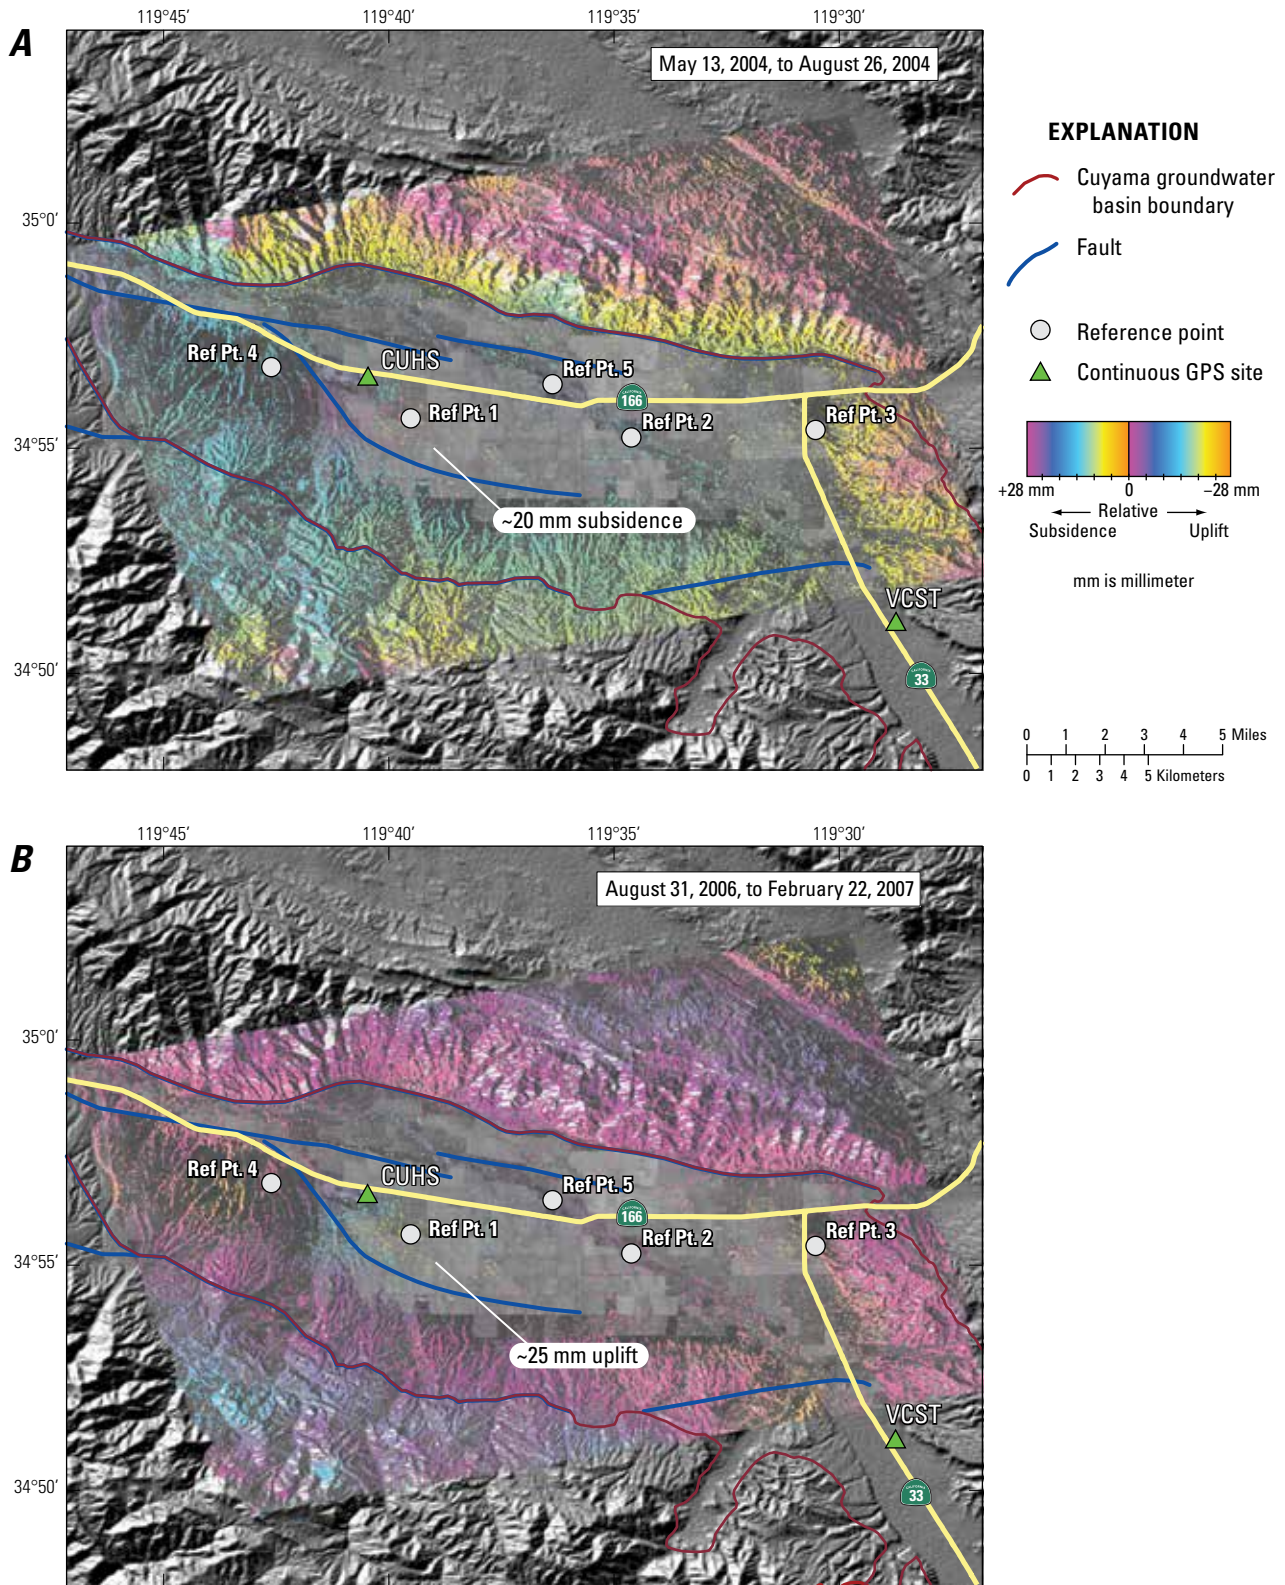 A
119°45′ 119°40′ 119°35′ 119°30′
May 13, 2004, to August 26, 2004
35°0′
34°55′
34°50′
Ref Pt. 4
CUHS
Ref Pt. 5
CALIFORNIA
166
Ref Pt. 1
Ref Pt. 2
Ref Pt. 3
~20 mm subsidence
VCST
CALIFORNIA
33
EXPLANATION
Cuyama groundwater
basin boundary
Fault
Reference point
Continuous GPS site
+28 mm 0 –28 mm
Relative
Subsidence Uplift
mm is millimeter
0 1 2 3 4 5 Miles
0 1 2 3 4 5 Kilometers
B
119°45′ 119°40′ 119°35′ 119°30′
August 31, 2006, to February 22, 2007
35°0′
34°55′
34°50′
Ref Pt. 4
CUHS
Ref Pt. 5
CALIFORNIA
166
Ref Pt. 1
Ref Pt. 2
Ref Pt. 3
~25 mm uplift
VCST
CALIFORNIA
33